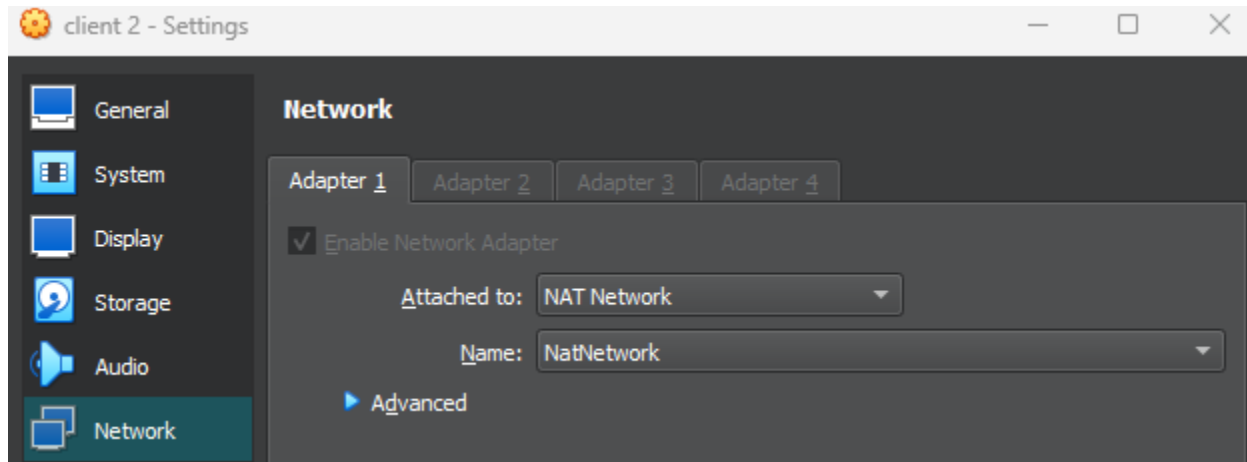 client 2 - Settings
General
System
Display
Storage
Audio
Network
Network
Adapter 1 Adapter 2 Adapter 3 Adapter 4
Enable Network Adapter
Attached to: NAT Network
Name: NatNetwork
Advanced